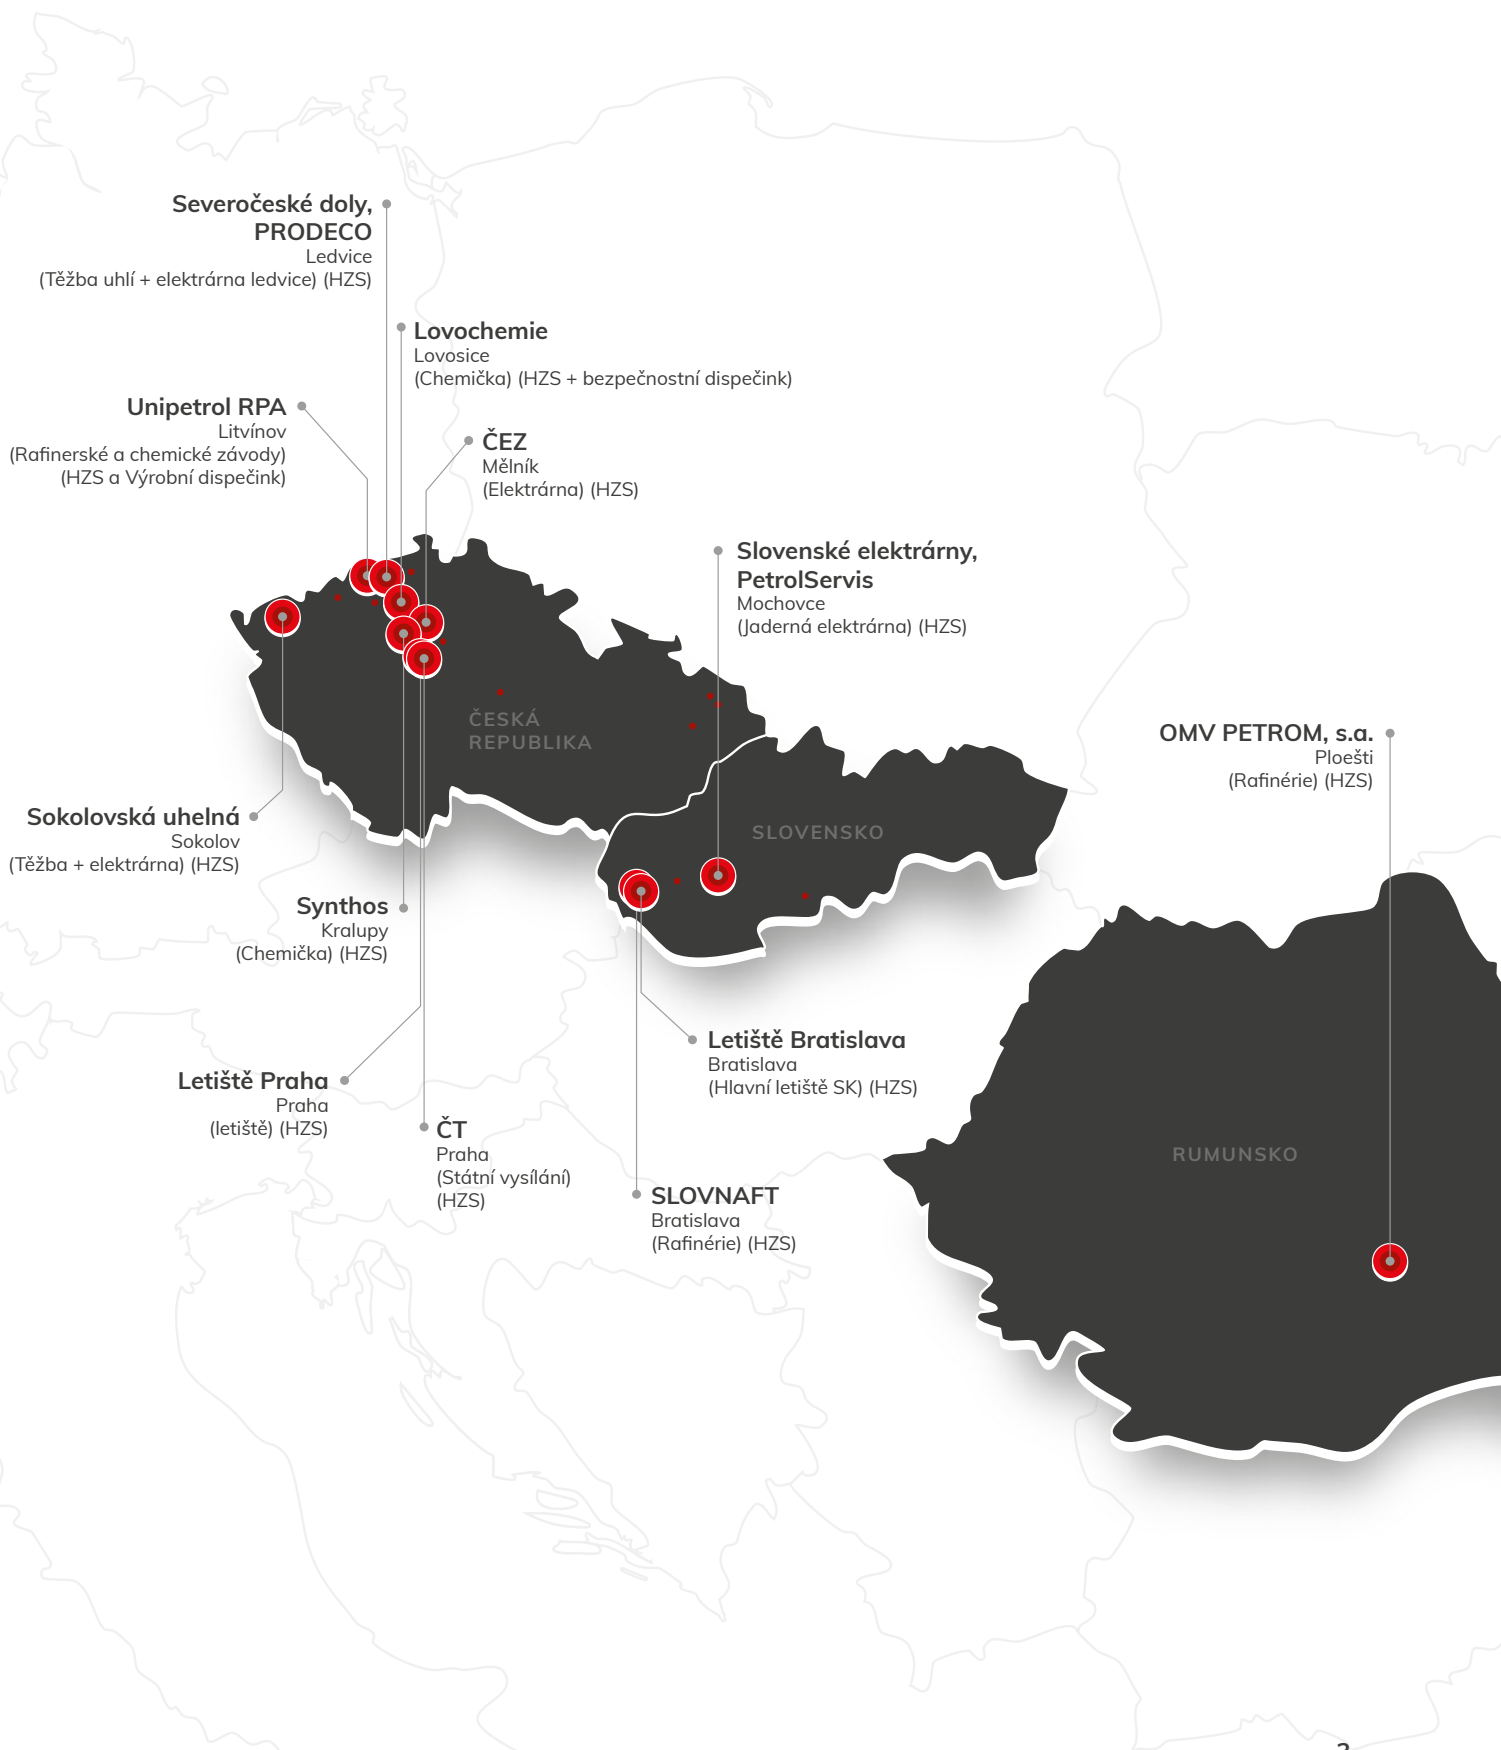 Severočeské doly,
PRODECO
Ledvice
(Těžba uhlí + elektrárna ledvice) (HZS)
Lovochemie
Lovosice
(Chemička) (HZS + bezpečnostní dispečink)
Unipetrol RPA
Litvínov
(Rafinerské a chemické závody)
(HZS a Výrobní dispečink)
ČEZ
Mělník
(Elektrárna) (HZS)
Slovenské elektrárny,
PetrolServis
Mochovce
(Jaderná elektrárna) (HZS)
ČESKÁ
REPUBLIKA
OMV PETROM, s.a.
Ploešti
(Rafinérie) (HZS)
Sokolovská uhelná
Sokolov
(Těžba + elektrárna) (HZS)
SLOVENSKO
Synthos
Kralupy
(Chemička) (HZS)
Letiště Bratislava
Bratislava
(Hlavní letiště SK) (HZS)
Letiště Praha
Praha
(letiště) (HZS)
ČT
Praha
(Státní vysílání)
(HZS)
RUMUNSKO
SLOVNAFT
Bratislava
(Rafinérie) (HZS)